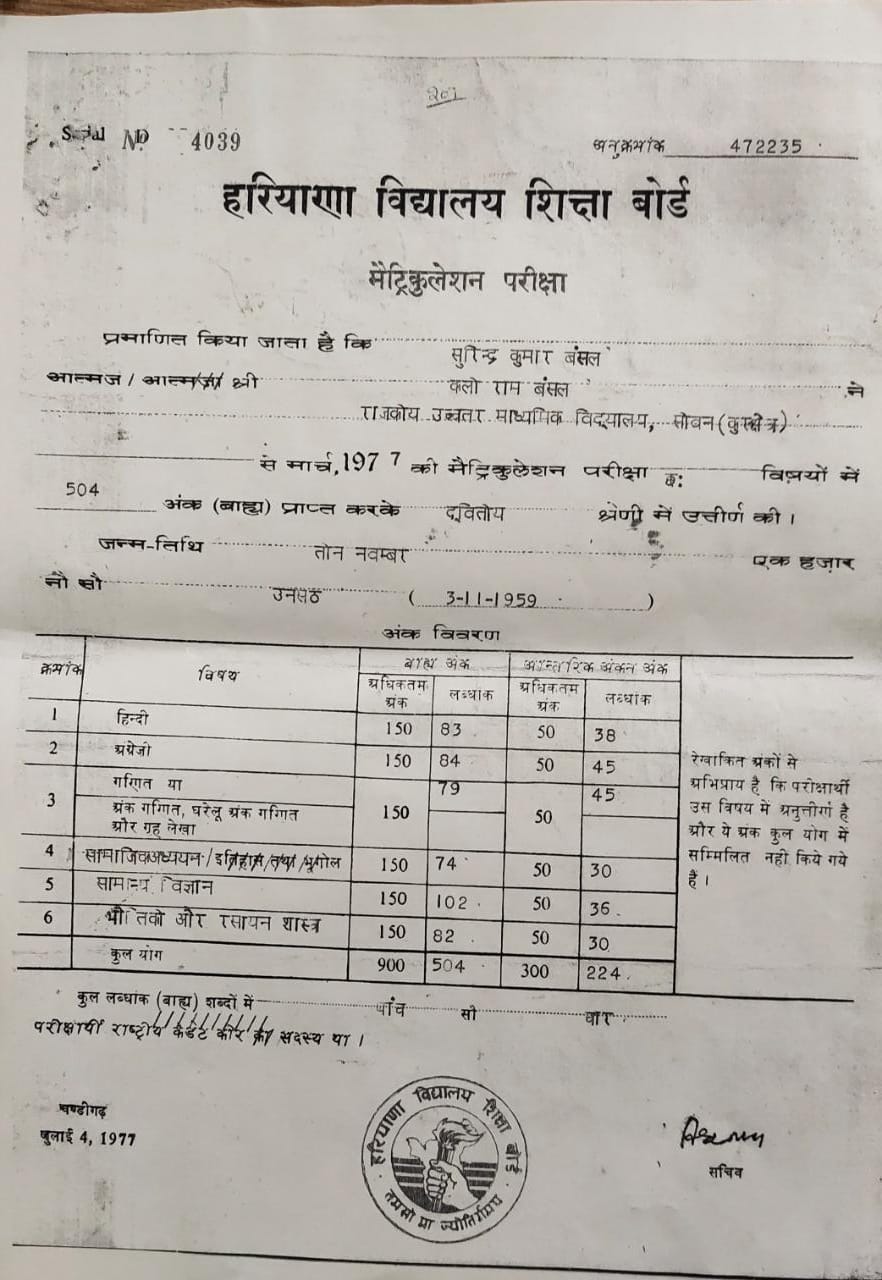 201
Serial No 4039
अनुक्रमांक 472235
हरियाणा विद्यालय शिक्षा बोर्ड
मैट्रिकुलेशन परीक्षा
प्रमाणित किया जाता है कि सुरिन्द्र कुमार बंसल
आत्मज / आत्मजा श्री कलो राम बंसल ने
राजकीय उच्चतर माध्यमिक विद्यालय, सोबन (कुरुक्षेत्र)
से मार्च, 1977 की मैट्रिकुलेशन परीक्षा छः विषयों में
504 अंक (बाह्य) प्राप्त करके द्वितीय श्रेणी में उत्तीर्ण की।
जन्म-तिथि तीन नवम्बर एक हज़ार
नौ सौ उनसठ ( 3-11-1959 )
अंक विवरण
क्रमांक विषय बाह्य अंक आन्तरिक अंकन अंक
अधिकतम अंक लब्धांक अधिकतम अंक लब्धांक
1 हिन्दी 150 83 50 38
2 अंग्रेजी 150 84 50 45
3 गणित या 150 79 50 45
अंक गणित, घरेलू अंक गणित
और गृह लेखा
4 सामाजिक अध्ययन/इतिहास तथा भूगोल 150 74 50 30
5 सामान्य विज्ञान 150 102 50 36
6 भौतिकी और रसायन शास्त्र 150 82 50 30
कुल योग 900 504 300 224
रेखांकित अंकों से
अभिप्राय है कि परीक्षार्थी
उस विषय में अनुत्तीर्ण है
और ये अंक कुल योग में
सम्मिलित नहीं किये गये
हैं।
कुल लब्धांक (बाह्य) शब्दों में पांच सौ चार
परीक्षार्थी राष्ट्रीय कैडेट कोर का सदस्य था।
चण्डीगढ़
जुलाई 4, 1977
हरियाणा विद्यालय शिक्षा बोर्ड
तमसो मा ज्योतिर्गमय
सचिव